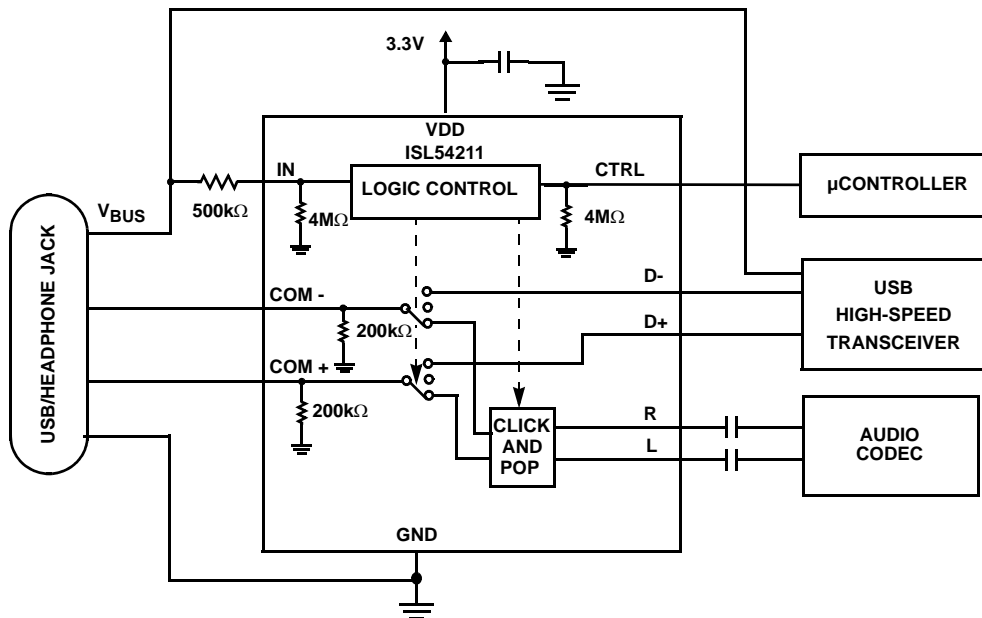 3.3V
VDD
ISL54211
IN
LOGIC CONTROL
CTRL
µCONTROLLER
500kΩ
4MΩ
4MΩ
VBUS
USB/HEADPHONE JACK
COM -
200kΩ
COM +
200kΩ
D-
D+
USB
HIGH-SPEED
TRANSCEIVER
CLICK
AND
POP
R
L
AUDIO
CODEC
GND